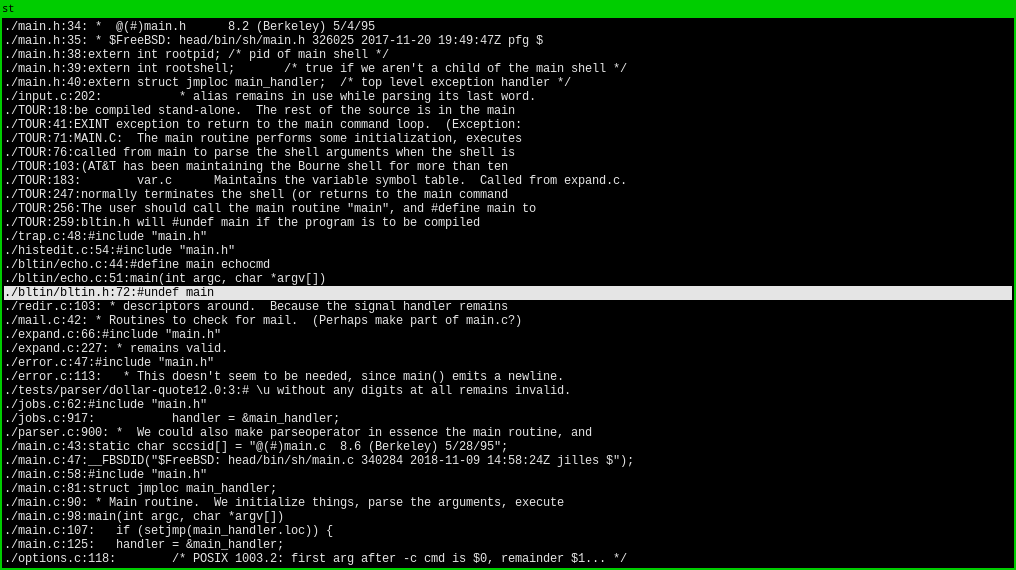 st
./main.h:34: *  @(#)main.h      8.2 (Berkeley) 5/4/95
./main.h:35: * $FreeBSD: head/bin/sh/main.h 326025 2017-11-20 19:49:47Z pfg $
./main.h:38:extern int rootpid; /* pid of main shell */
./main.h:39:extern int rootshell;       /* true if we aren't a child of the main shell */
./main.h:40:extern struct jmploc main_handler;  /* top level exception handler */
./input.c:202:           * alias remains in use while parsing its last word.
./TOUR:18:be compiled stand-alone.  The rest of the source is in the main
./TOUR:41:EXINT exception to return to the main command loop.  (Exception:
./TOUR:71:MAIN.C:  The main routine performs some initialization, executes
./TOUR:76:called from main to parse the shell arguments when the shell is
./TOUR:103:(AT&T has been maintaining the Bourne shell for more than ten
./TOUR:183:        var.c      Maintains the variable symbol table.  Called from expand.c.
./TOUR:247:normally terminates the shell (or returns to the main command
./TOUR:256:The user should call the main routine "main", and #define main to
./TOUR:259:bltin.h will #undef main if the program is to be compiled
./trap.c:48:#include "main.h"
./histedit.c:54:#include "main.h"
./bltin/echo.c:44:#define main echocmd
./bltin/echo.c:51:main(int argc, char *argv[])
./bltin/bltin.h:72:#undef main
./redir.c:103: * descriptors around.  Because the signal handler remains
./mail.c:42: * Routines to check for mail.  (Perhaps make part of main.c?)
./expand.c:66:#include "main.h"
./expand.c:227: * remains valid.
./error.c:47:#include "main.h"
./error.c:113:   * This doesn't seem to be needed, since main() emits a newline.
./tests/parser/dollar-quote12.0:3:# \u without any digits at all remains invalid.
./jobs.c:62:#include "main.h"
./jobs.c:917:           handler = &main_handler;
./parser.c:900: *  We could also make parseoperator in essence the main routine, and
./main.c:43:static char sccsid[] = "@(#)main.c  8.6 (Berkeley) 5/28/95";
./main.c:47:__FBSDID("$FreeBSD: head/bin/sh/main.c 340284 2018-11-09 14:58:24Z jilles $");
./main.c:58:#include "main.h"
./main.c:81:struct jmploc main_handler;
./main.c:90: * Main routine.  We initialize things, parse the arguments, execute
./main.c:98:main(int argc, char *argv[])
./main.c:107:   if (setjmp(main_handler.loc)) {
./main.c:125:   handler = &main_handler;
./options.c:118:        /* POSIX 1003.2: first arg after -c cmd is $0, remainder $1... */